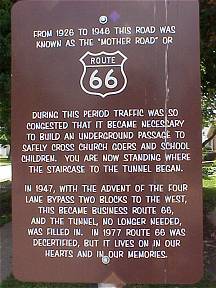 FROM 1926 TO 1946 THIS ROAD WAS
KNOWN AS THE "MOTHER ROAD" OR
ROUTE
66
DURING THIS PERIOD TRAFFIC WAS SO
CONGESTED THAT IT BECAME NECESSARY
TO BUILD AN UNDERGROUND PASSAGE TO
SAFELY CROSS CHURCH GOERS AND SCHOOL
CHILDREN. YOU ARE NOW STANDING WHERE
THE STAIRCASE TO THE TUNNEL BEGAN.
IN 1947, WITH THE ADVENT OF THE FOUR
LANE BYPASS TWO BLOCKS TO THE WEST,
THIS BECAME BUSINESS ROUTE 66,
AND THE TUNNEL, NO LONGER NEEDED,
WAS FILLED IN. IN 1977 ROUTE 66 WAS
DECERTIFIED, BUT IT LIVES ON IN OUR
HEARTS AND IN OUR MEMORIES.